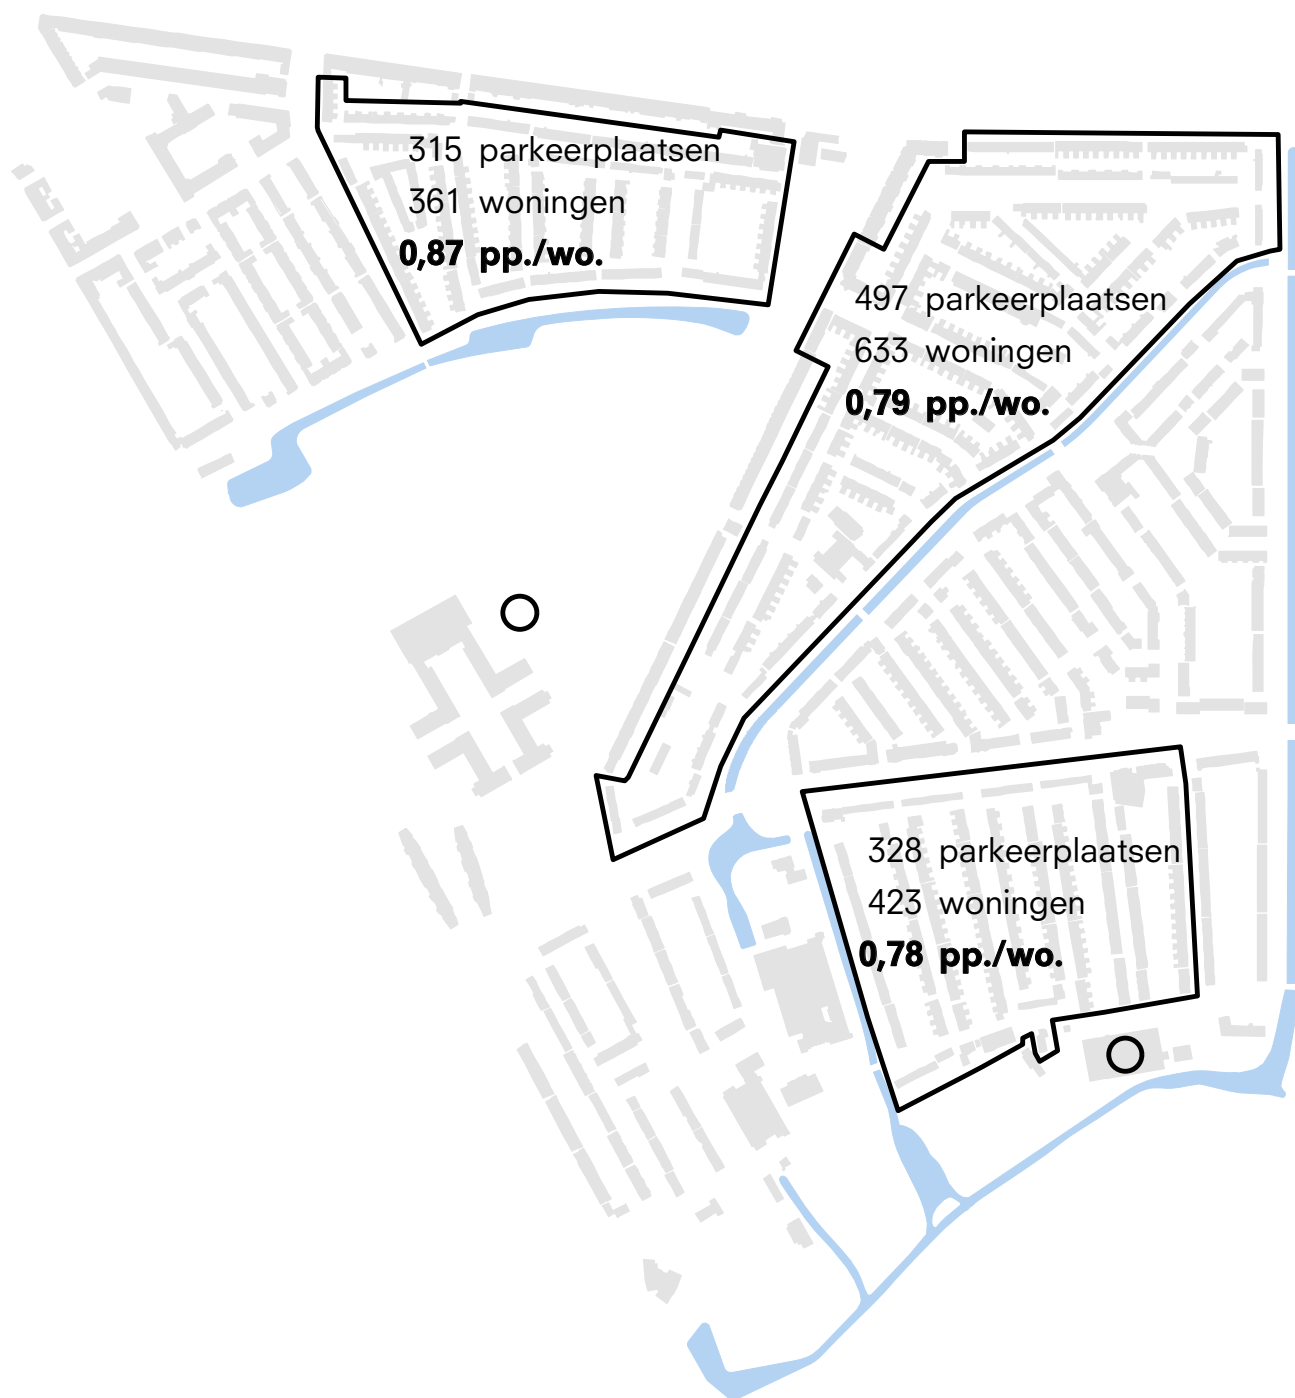 315 parkeerplaatsen
361 woningen
0,87 pp./wo.
497 parkeerplaatsen
633 woningen
0,79 pp./wo.
328 parkeerplaatsen
423 woningen
0,78 pp./wo.